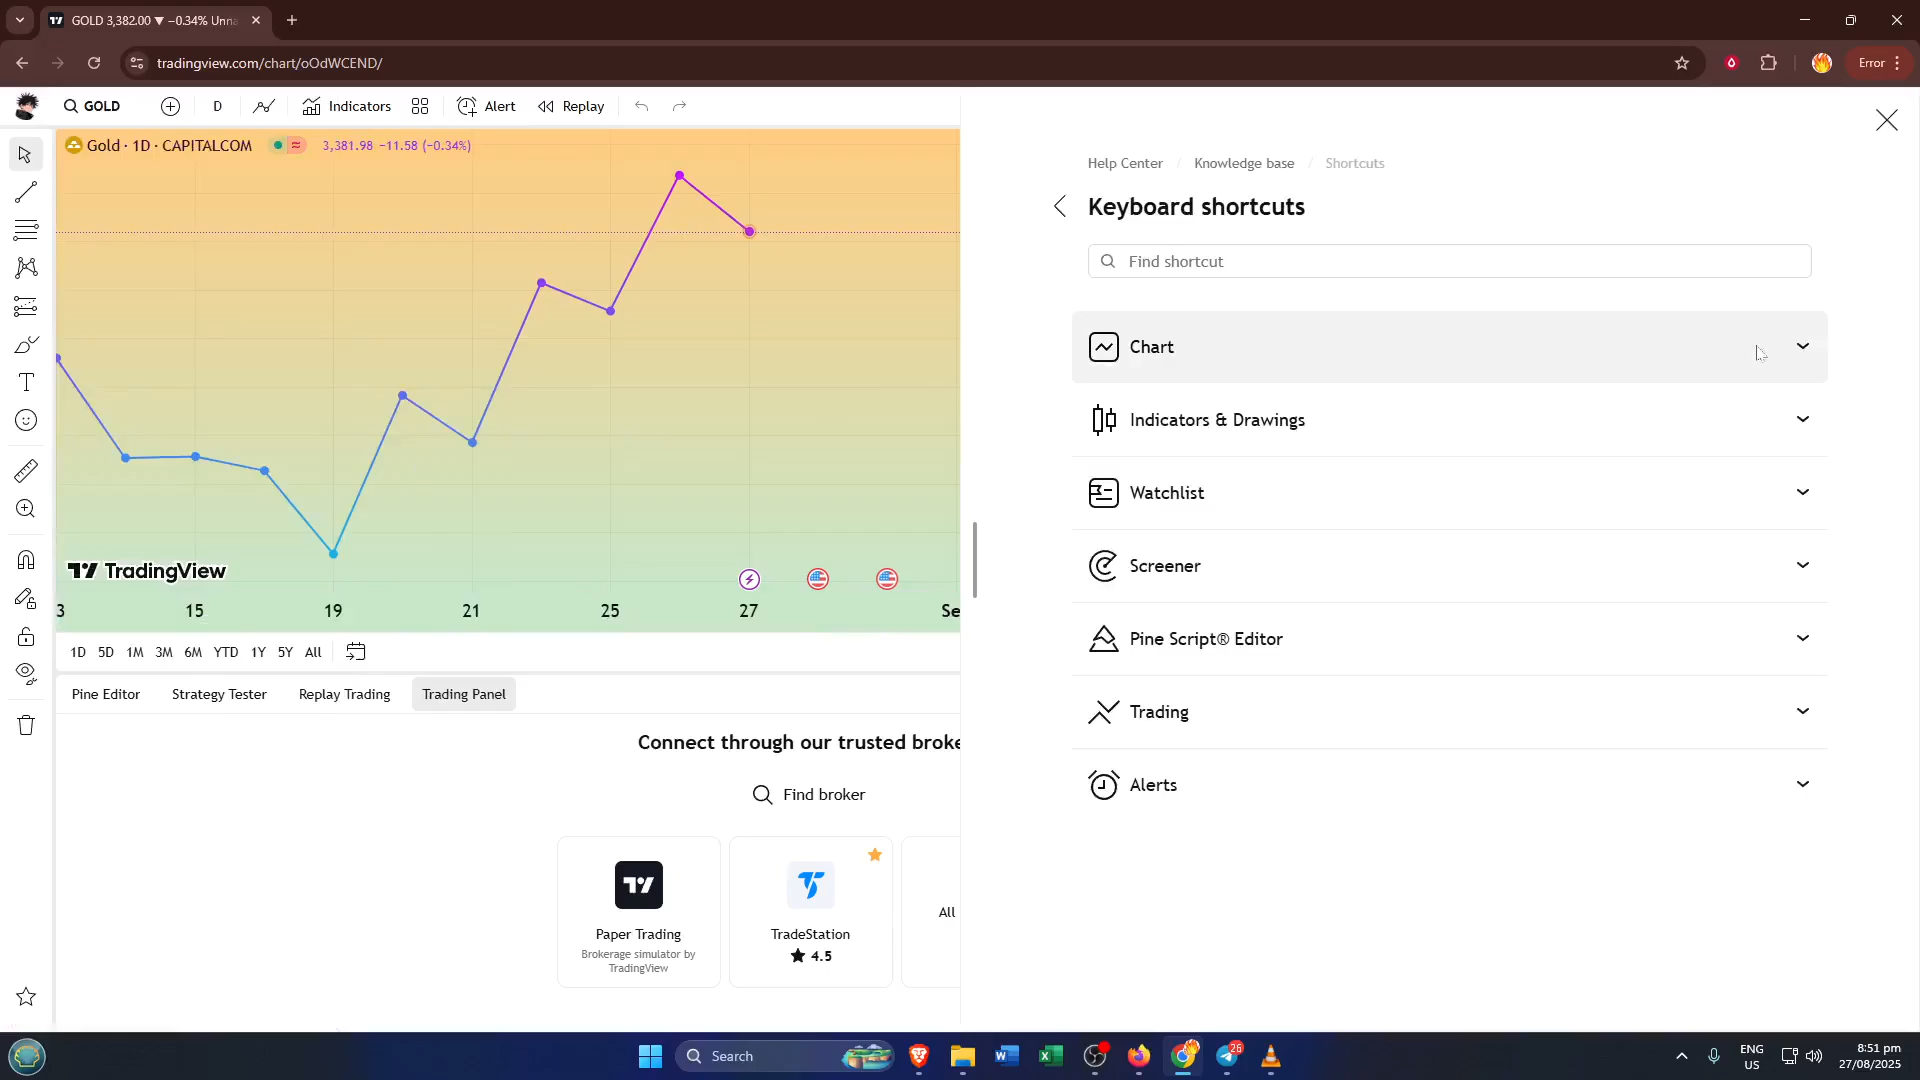 GOLD 3,382.00 ▼ −0.34% Unna
tradingview.com/chart/oOdWCEND/
Error
GOLD
D
Indicators
Alert
Replay
Gold · 1D · CAPITALCOM
3,381.98 −11.58 (−0.34%)
TradingView
3 15 19 21 25 27 Se
1D 5D 1M 3M 6M YTD 1Y 5Y All
Pine Editor
Strategy Tester
Replay Trading
Trading Panel
Connect through our trusted broke
Find broker
Paper Trading
Brokerage simulator by
TradingView
TradeStation
4.5
All
Help Center / Knowledge base / Shortcuts
Keyboard shortcuts
Find shortcut
Chart
Indicators & Drawings
Watchlist
Screener
Pine Script® Editor
Trading
Alerts
Search
26
ENG
US
8:51 pm
27/08/2025